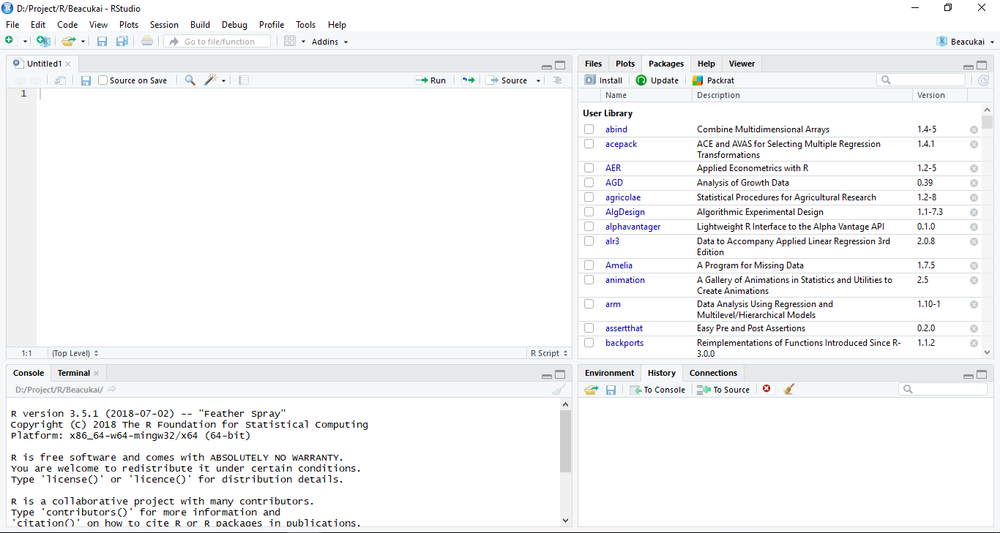 D:/Project/R/Beacukai - RStudio
File Edit Code View Plots Session Build Debug Profile Tools Help
Go to file/function Addins Beacukai
Untitled1
Source on Save Run Source
1
1:1 (Top Level) R Script
Files Plots Packages Help Viewer
Install Update Packrat
Name Description Version
User Library
abind Combine Multidimensional Arrays 1.4-5
acepack ACE and AVAS for Selecting Multiple Regression 1.4.1
Transformations
AER Applied Econometrics with R 1.2-5
AGD Analysis of Growth Data 0.39
agricolae Statistical Procedures for Agricultural Research 1.2-8
AlgDesign Algorithmic Experimental Design 1.1-7.3
alphavantager Lightweight R Interface to the Alpha Vantage API 0.1.0
alr3 Data to Accompany Applied Linear Regression 3rd 2.0.8
Edition
Amelia A Program for Missing Data 1.7.5
animation A Gallery of Animations in Statistics and Utilities to 2.5
Create Animations
arm Data Analysis Using Regression and 1.10-1
Multilevel/Hierarchical Models
assertthat Easy Pre and Post Assertions 0.2.0
backports Reimplementations of Functions Introduced Since R- 1.1.2
3.0.0
Console Terminal
D:/Project/R/Beacukai/
R version 3.5.1 (2018-07-02) -- "Feather Spray"
Copyright (C) 2018 The R Foundation for Statistical Computing
Platform: x86_64-w64-mingw32/x64 (64-bit)
R is free software and comes with ABSOLUTELY NO WARRANTY.
You are welcome to redistribute it under certain conditions.
Type 'license()' or 'licence()' for distribution details.
R is a collaborative project with many contributors.
Type 'contributors()' for more information and
'citation()' on how to cite R or R packages in publications.
Environment History Connections
To Console To Source